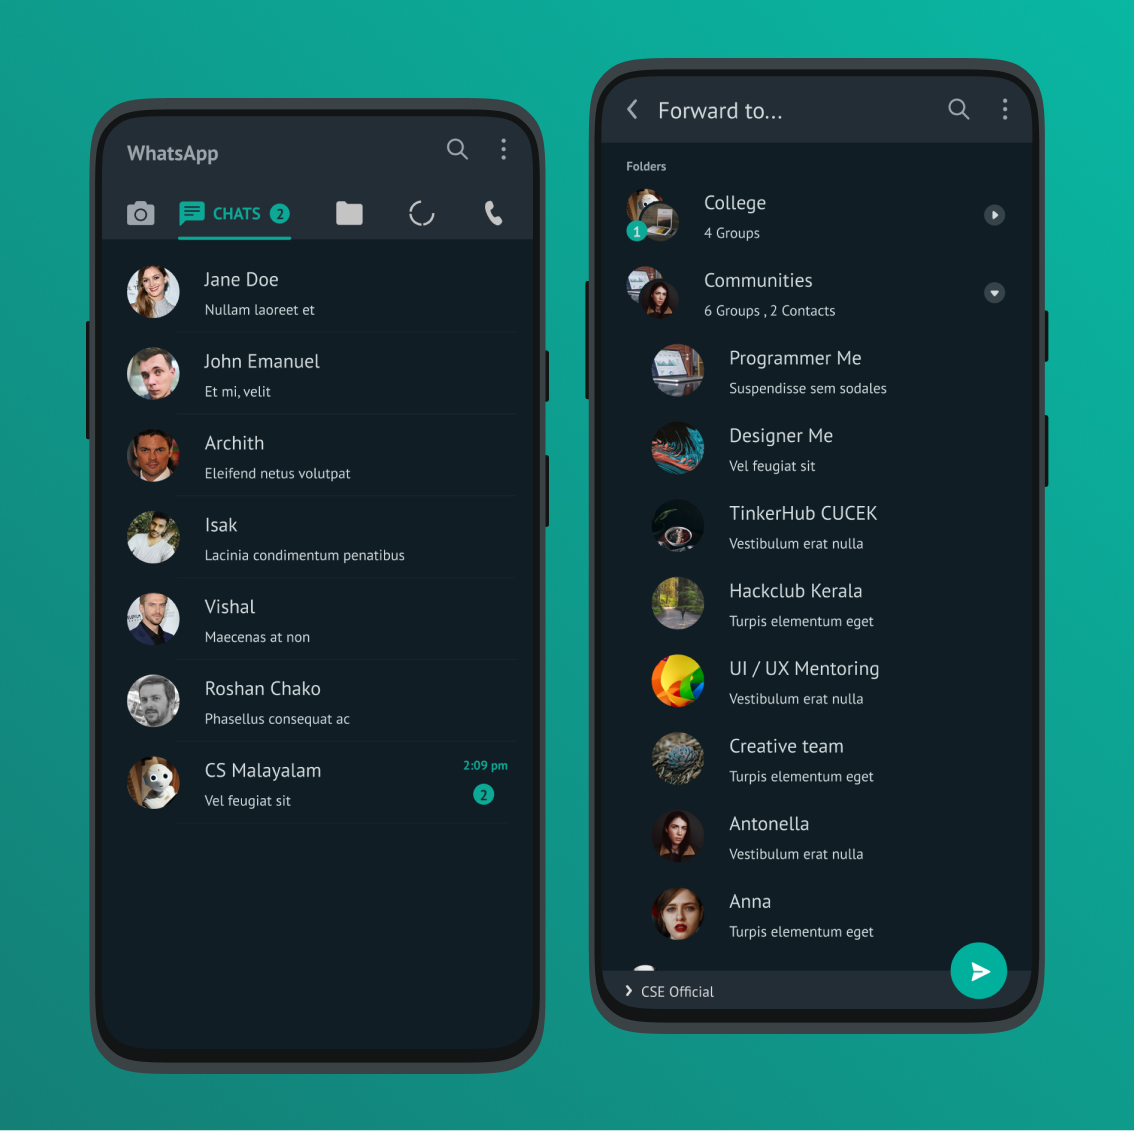 WhatsApp
CHATS 2
Jane Doe
Nullam laoreet et
John Emanuel
Et mi, velit
Archith
Eleifend netus volutpat
Isak
Lacinia condimentum penatibus
Vishal
Maecenas at non
Roshan Chako
Phasellus consequat ac
CS Malayalam
2:09 pm
Vel feugiat sit
2
Forward to...
Folders
College
1
4 Groups
Communities
6 Groups , 2 Contacts
Programmer Me
Suspendisse sem sodales
Designer Me
Vel feugiat sit
TinkerHub CUCEK
Vestibulum erat nulla
Hackclub Kerala
Turpis elementum eget
UI / UX Mentoring
Vestibulum erat nulla
Creative team
Turpis elementum eget
Antonella
Vestibulum erat nulla
Anna
Turpis elementum eget
CSE Official